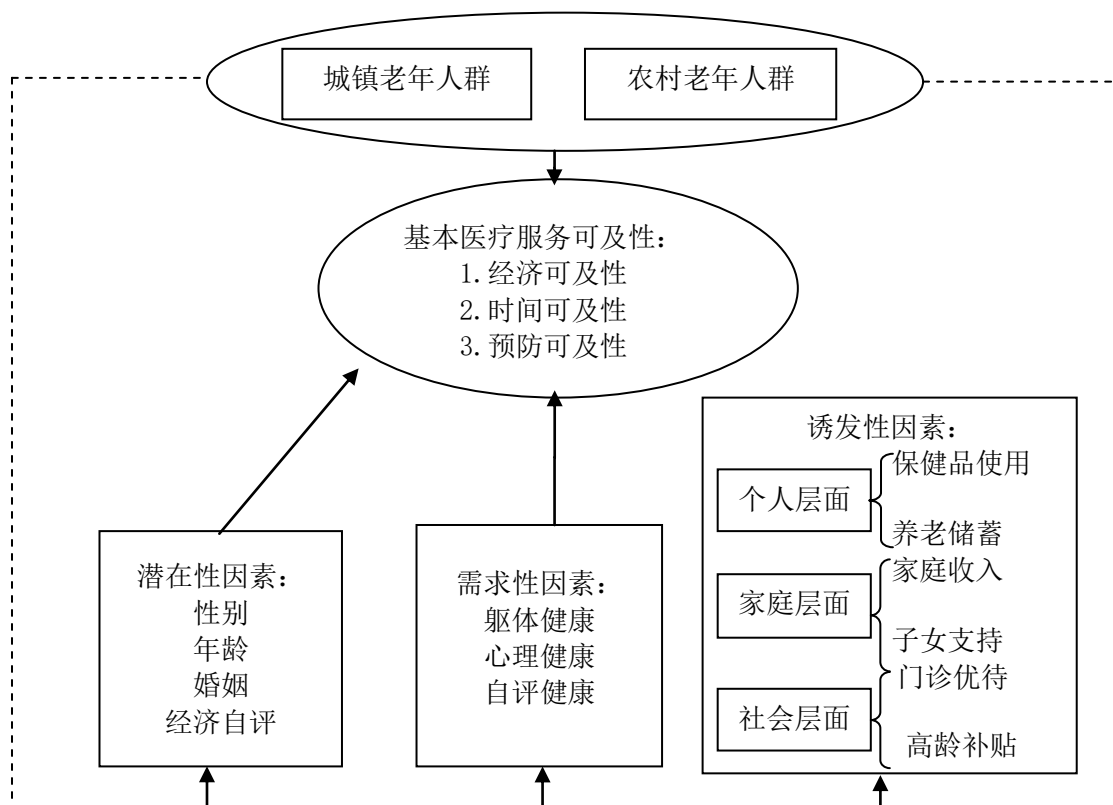 城镇老年人群
农村老年人群
基本医疗服务可及性：
1.经济可及性
2.时间可及性
3.预防可及性
潜在性因素：
性别
年龄
婚姻
经济自评
需求性因素：
躯体健康
心理健康
自评健康
诱发性因素：
个人层面
保健品使用
养老储蓄
家庭层面
家庭收入
子女支持
社会层面
门诊优待
高龄补贴